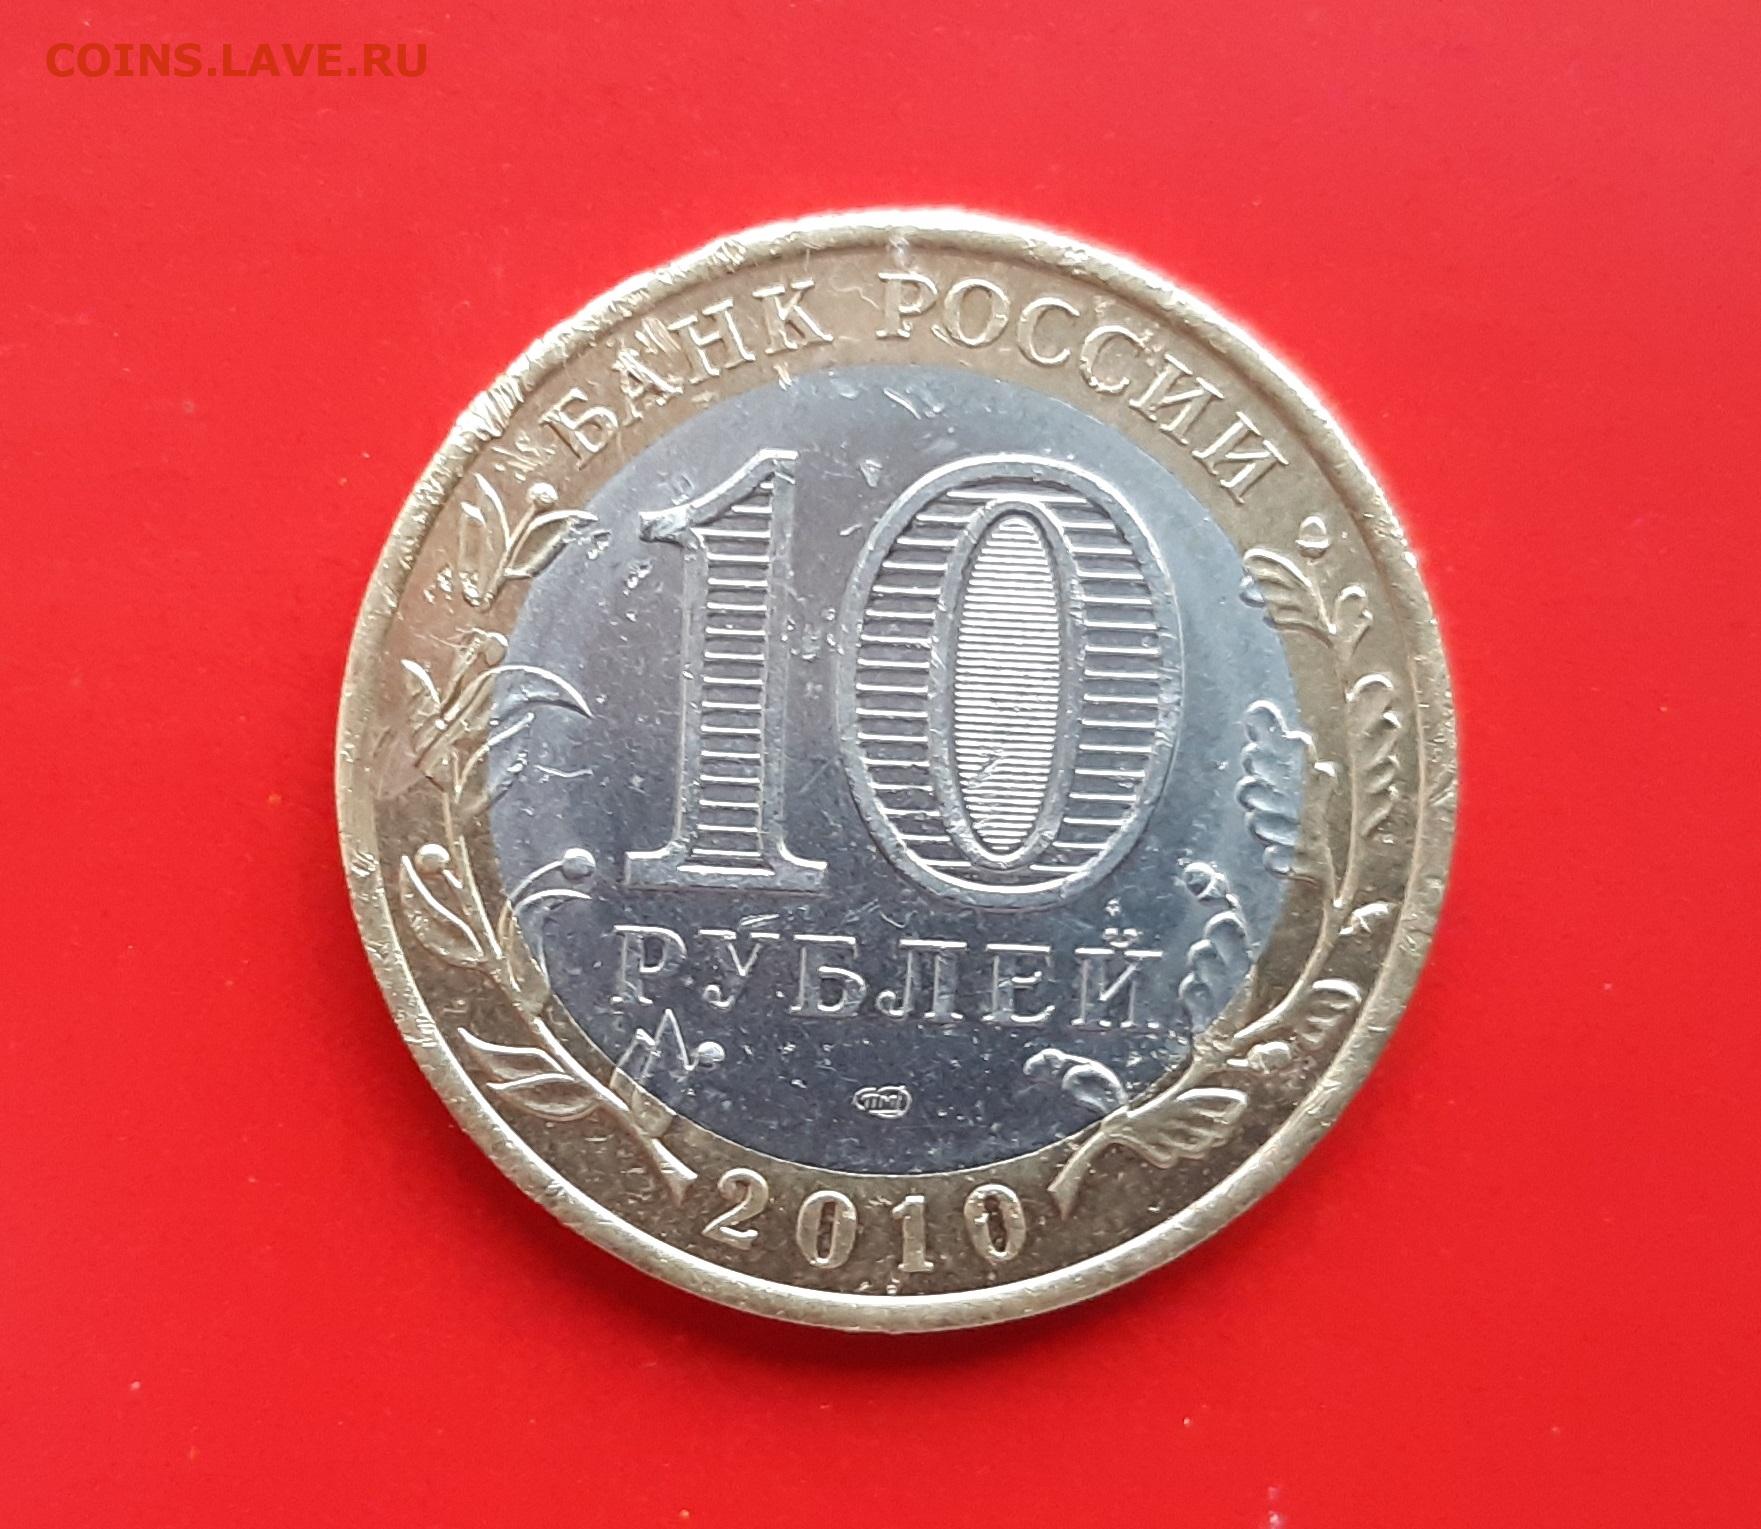 COINS.LAVE.RU
БАНК РОССИИ
10
РУБЛЕЙ
2010